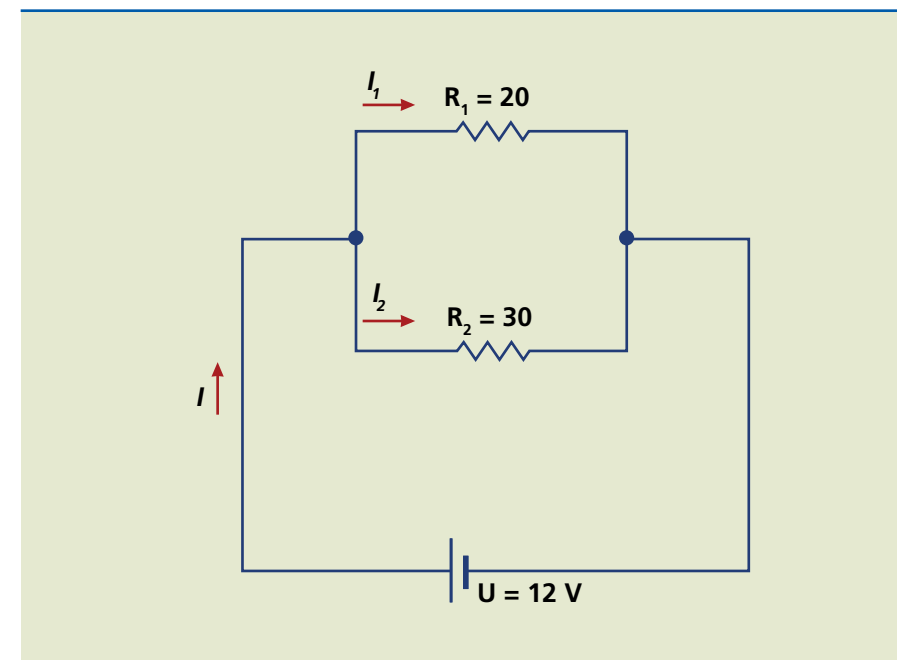 I₁
R₁ = 20
I₂
R₂ = 30
I
U = 12 V